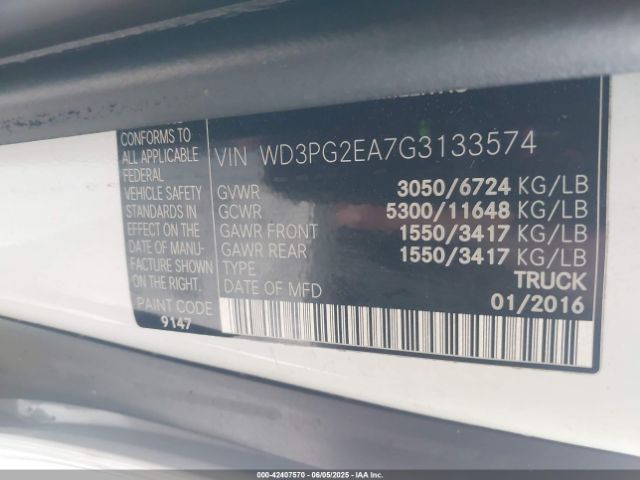 CONFORMS TO
ALL APPLICABLE
FEDERAL
VEHICLE SAFETY
STANDARDS IN
EFFECT ON THE
DATE OF MANU-
FACTURE SHOWN
ON THE RIGHT.
PAINT CODE
9147
VIN WD3PG2EA7G3133574
GVWR 3050/6724 KG/LB
GCWR 5300/11648 KG/LB
GAWR FRONT 1550/3417 KG/LB
GAWR REAR 1550/3417 KG/LB
TYPE TRUCK
DATE OF MFD 01/2016
000-42407570 - 06/05/2025 - IAA Inc.